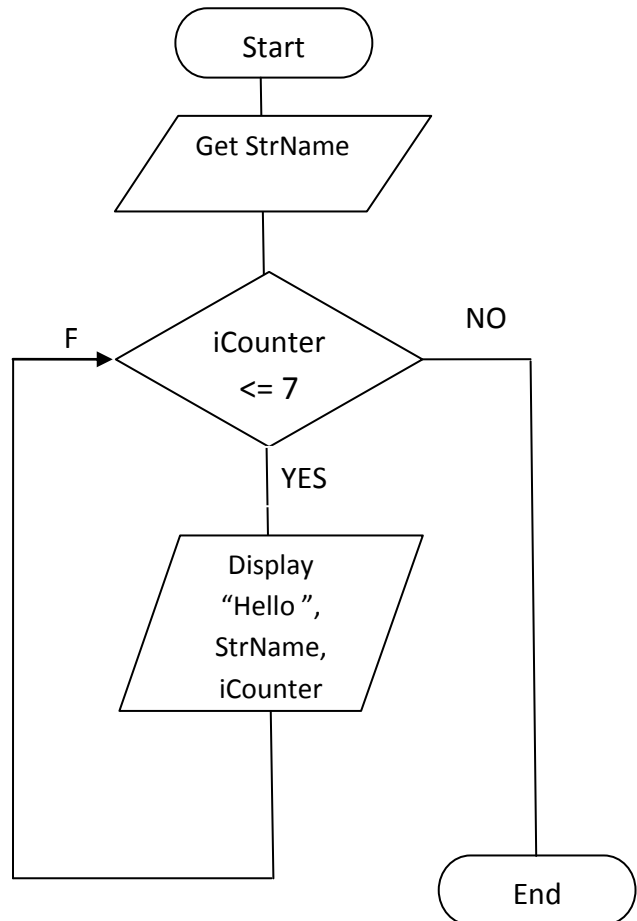 Start
Get StrName
F
iCounter
<= 7
NO
YES
Display
“Hello ”,
StrName,
iCounter
End